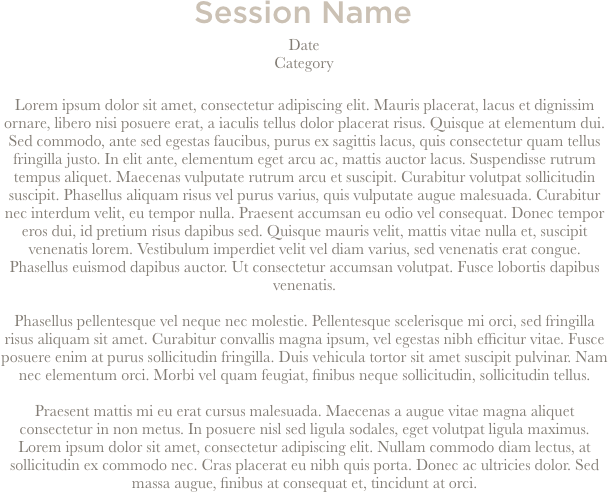 Session Name
Date
Category
Lorem ipsum dolor sit amet, consectetur adipiscing elit. Mauris placerat, lacus et dignissim
ornare, libero nisi posuere erat, a iaculis tellus dolor placerat risus. Quisque at elementum dui.
Sed commodo, ante sed egestas faucibus, purus ex sagittis lacus, quis consectetur quam tellus
fringilla justo. In elit ante, elementum eget arcu ac, mattis auctor lacus. Suspendisse rutrum
tempus aliquet. Maecenas vulputate rutrum arcu et suscipit. Curabitur volutpat sollicitudin
suscipit. Phasellus aliquam risus vel purus varius, quis vulputate augue malesuada. Curabitur
nec interdum velit, eu tempor nulla. Praesent accumsan eu odio vel consequat. Donec tempor
eros dui, id pretium risus dapibus sed. Quisque mauris velit, mattis vitae nulla et, suscipit
venenatis lorem. Vestibulum imperdiet velit vel diam varius, sed venenatis erat congue.
Phasellus euismod dapibus auctor. Ut consectetur accumsan volutpat. Fusce lobortis dapibus
venenatis.
Phasellus pellentesque vel neque nec molestie. Pellentesque scelerisque mi orci, sed fringilla
risus aliquam sit amet. Curabitur convallis magna ipsum, vel egestas nibh efficitur vitae. Fusce
posuere enim at purus sollicitudin fringilla. Duis vehicula tortor sit amet suscipit pulvinar. Nam
nec elementum orci. Morbi vel quam feugiat, finibus neque sollicitudin, sollicitudin tellus.
Praesent mattis mi eu erat cursus malesuada. Maecenas a augue vitae magna aliquet
consectetur in non metus. In posuere nisl sed ligula sodales, eget volutpat ligula maximus.
Lorem ipsum dolor sit amet, consectetur adipiscing elit. Nullam commodo diam lectus, at
sollicitudin ex commodo nec. Cras placerat eu nibh quis porta. Donec ac ultricies dolor. Sed
massa augue, finibus at consequat et, tincidunt at orci.